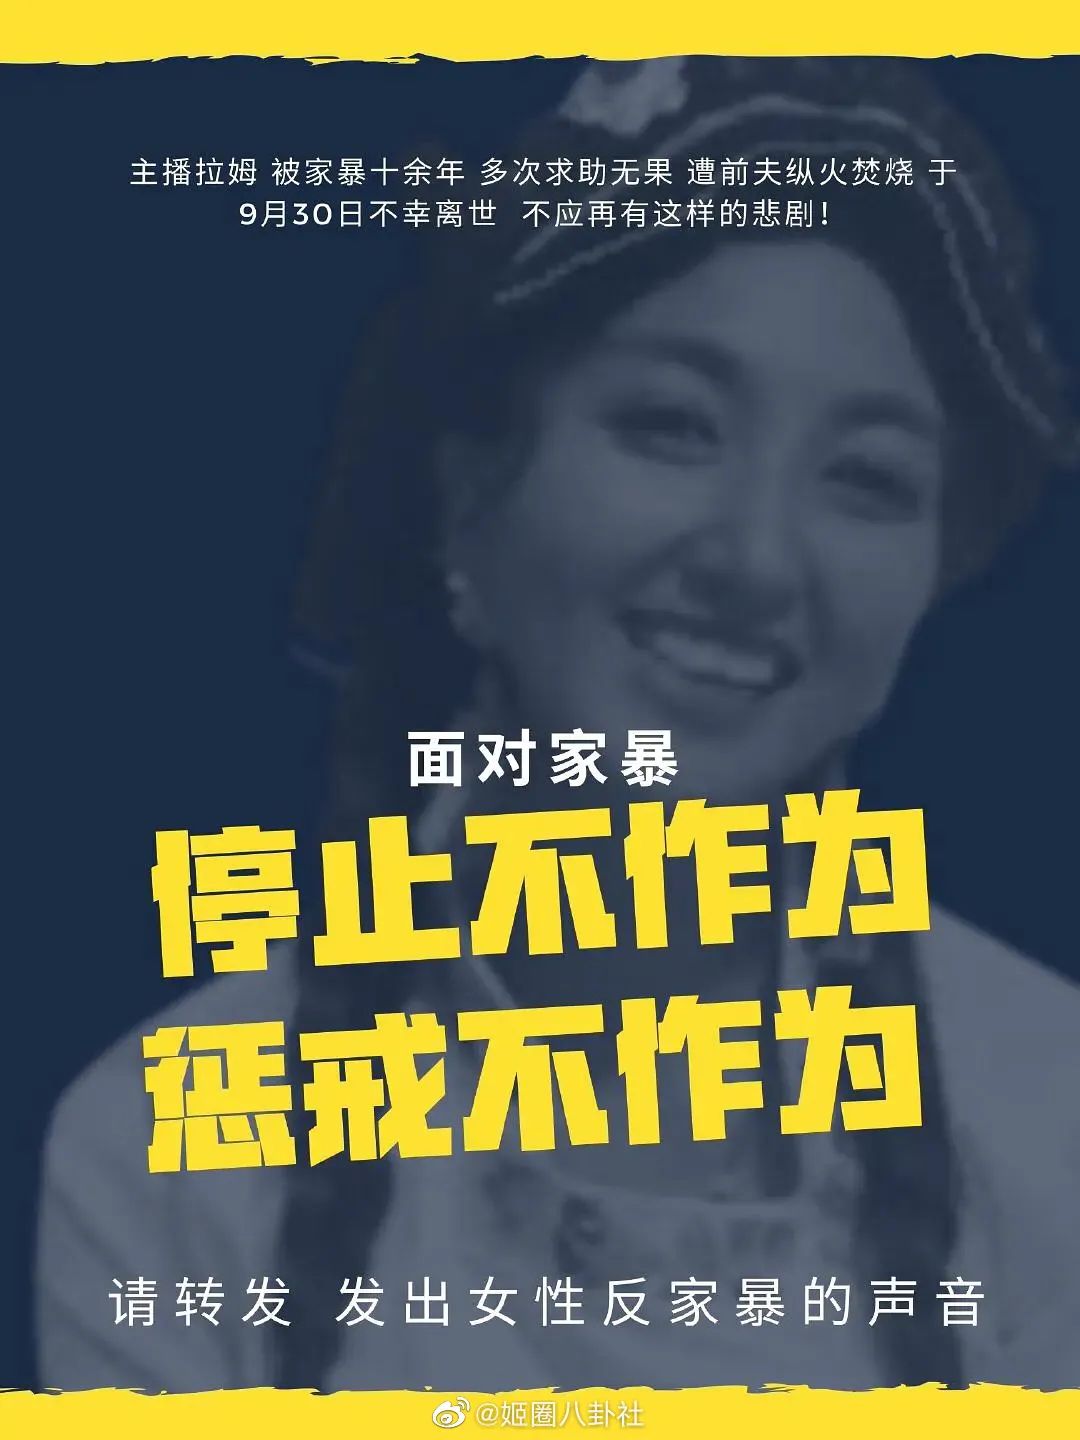 主播拉姆 被家暴十余年 多次求助无果 遭前夫纵火焚烧 于
9月30日不幸离世 不应再有这样的悲剧！
面对家暴
停止不作为
惩戒不作为
请转发 发出女性反家暴的声音
@姬圈八卦社